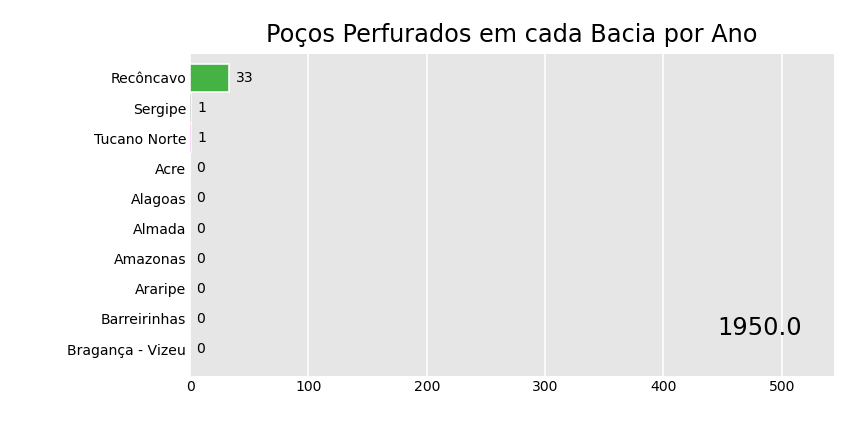 Poços Perfurados em cada Bacia por Ano
Recôncavo 33
Sergipe 1
Tucano Norte 1
Acre 0
Alagoas 0
Almada 0
Amazonas 0
Araripe 0
Barreirinhas 0
1950.0
Bragança - Vizeu 0
0 100 200 300 400 500